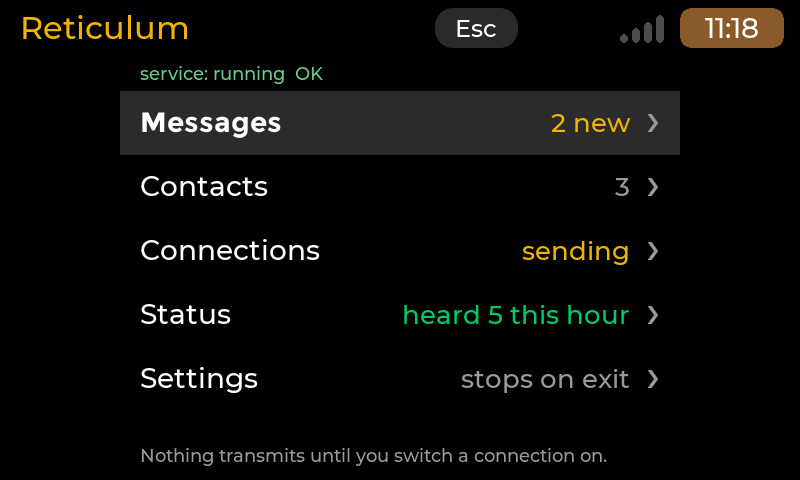 Reticulum
Esc
11:18
service: running  OK
Messages 2 new ❯
Contacts 3 ❯
Connections sending ❯
Status heard 5 this hour ❯
Settings stops on exit ❯
Nothing transmits until you switch a connection on.